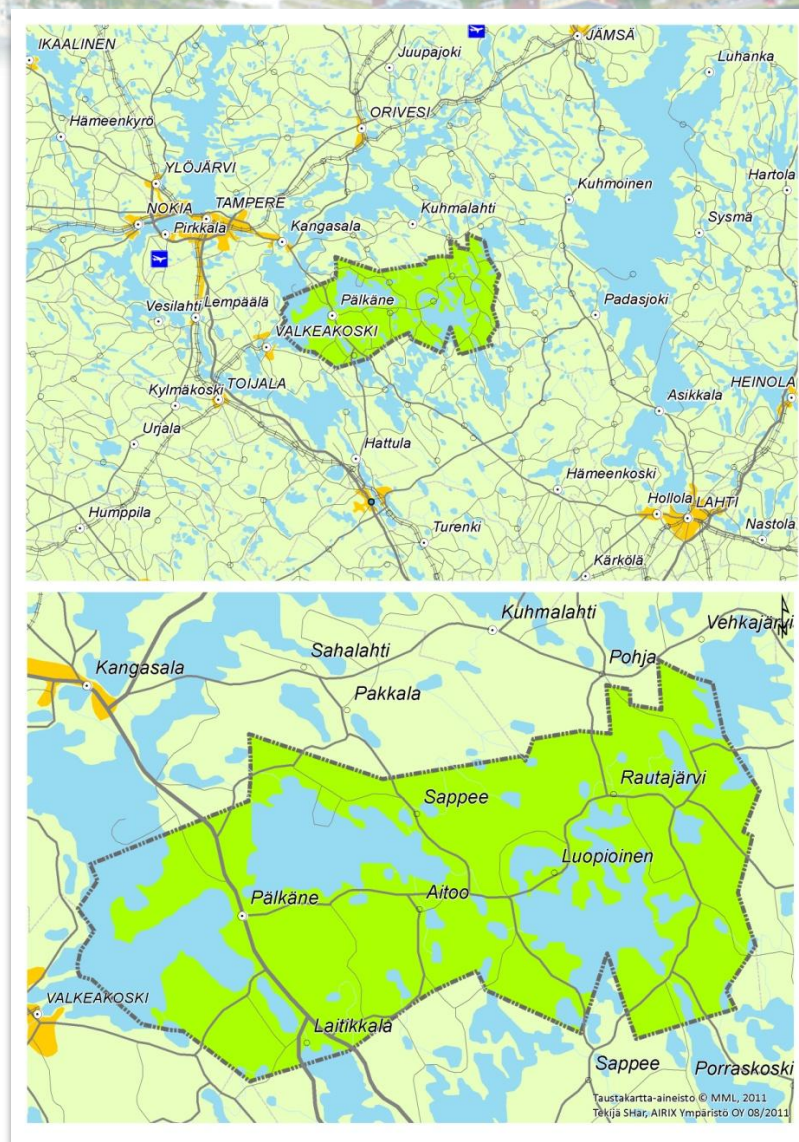 IKAALINEN
JÄMSÄ
Juupajoki
Luhanka
ORIVESI
Hämeenkyrö
YLÖJÄRVI
Kuhmoinen
Hartola
NOKIA
TAMPERE
Pirkkala
Kangasala
Kuhmalahti
Sysmä
Vesilahti
Lempäälä
Pälkäne
Padasjoki
VALKEAKOSKI
Kylmäkoski
TOIJALA
HEINOLA
Asikkala
Urjala
Hattula
Hämeenkoski
Humppila
Hollola
LAHTI
Turenki
Nastola
Kärkölä
Kuhmalahti
Vehkajärvi
Sahalahti
Pohja
Kangasala
Pakkala
Rautajärvi
Sappee
Luopioinen
Pälkäne
Aitoo
VALKEAKOSKI
Laitikkala
Sappee
Porraskoski
Taustakartta-aineisto © MML, 2011
Tekijä SHar, AIRIX Ympäristö OY 08/2011